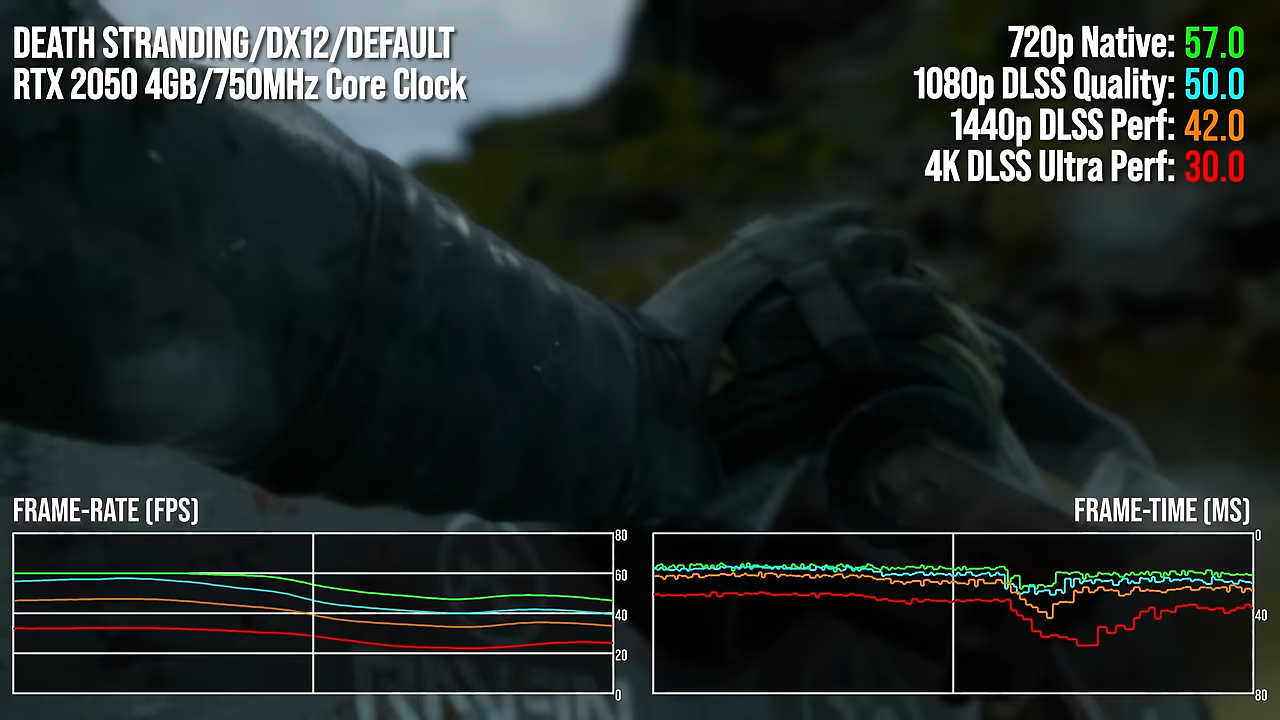 DEATH STRANDING/DX12/DEFAULT
RTX 2050 4GB/750MHz Core Clock
720p Native: 57.0
1080p DLSS Quality: 50.0
1440p DLSS Perf: 42.0
4K DLSS Ultra Perf: 30.0
FRAME-RATE (FPS)
80
60
40
20
0
FRAME-TIME (MS)
0
40
80